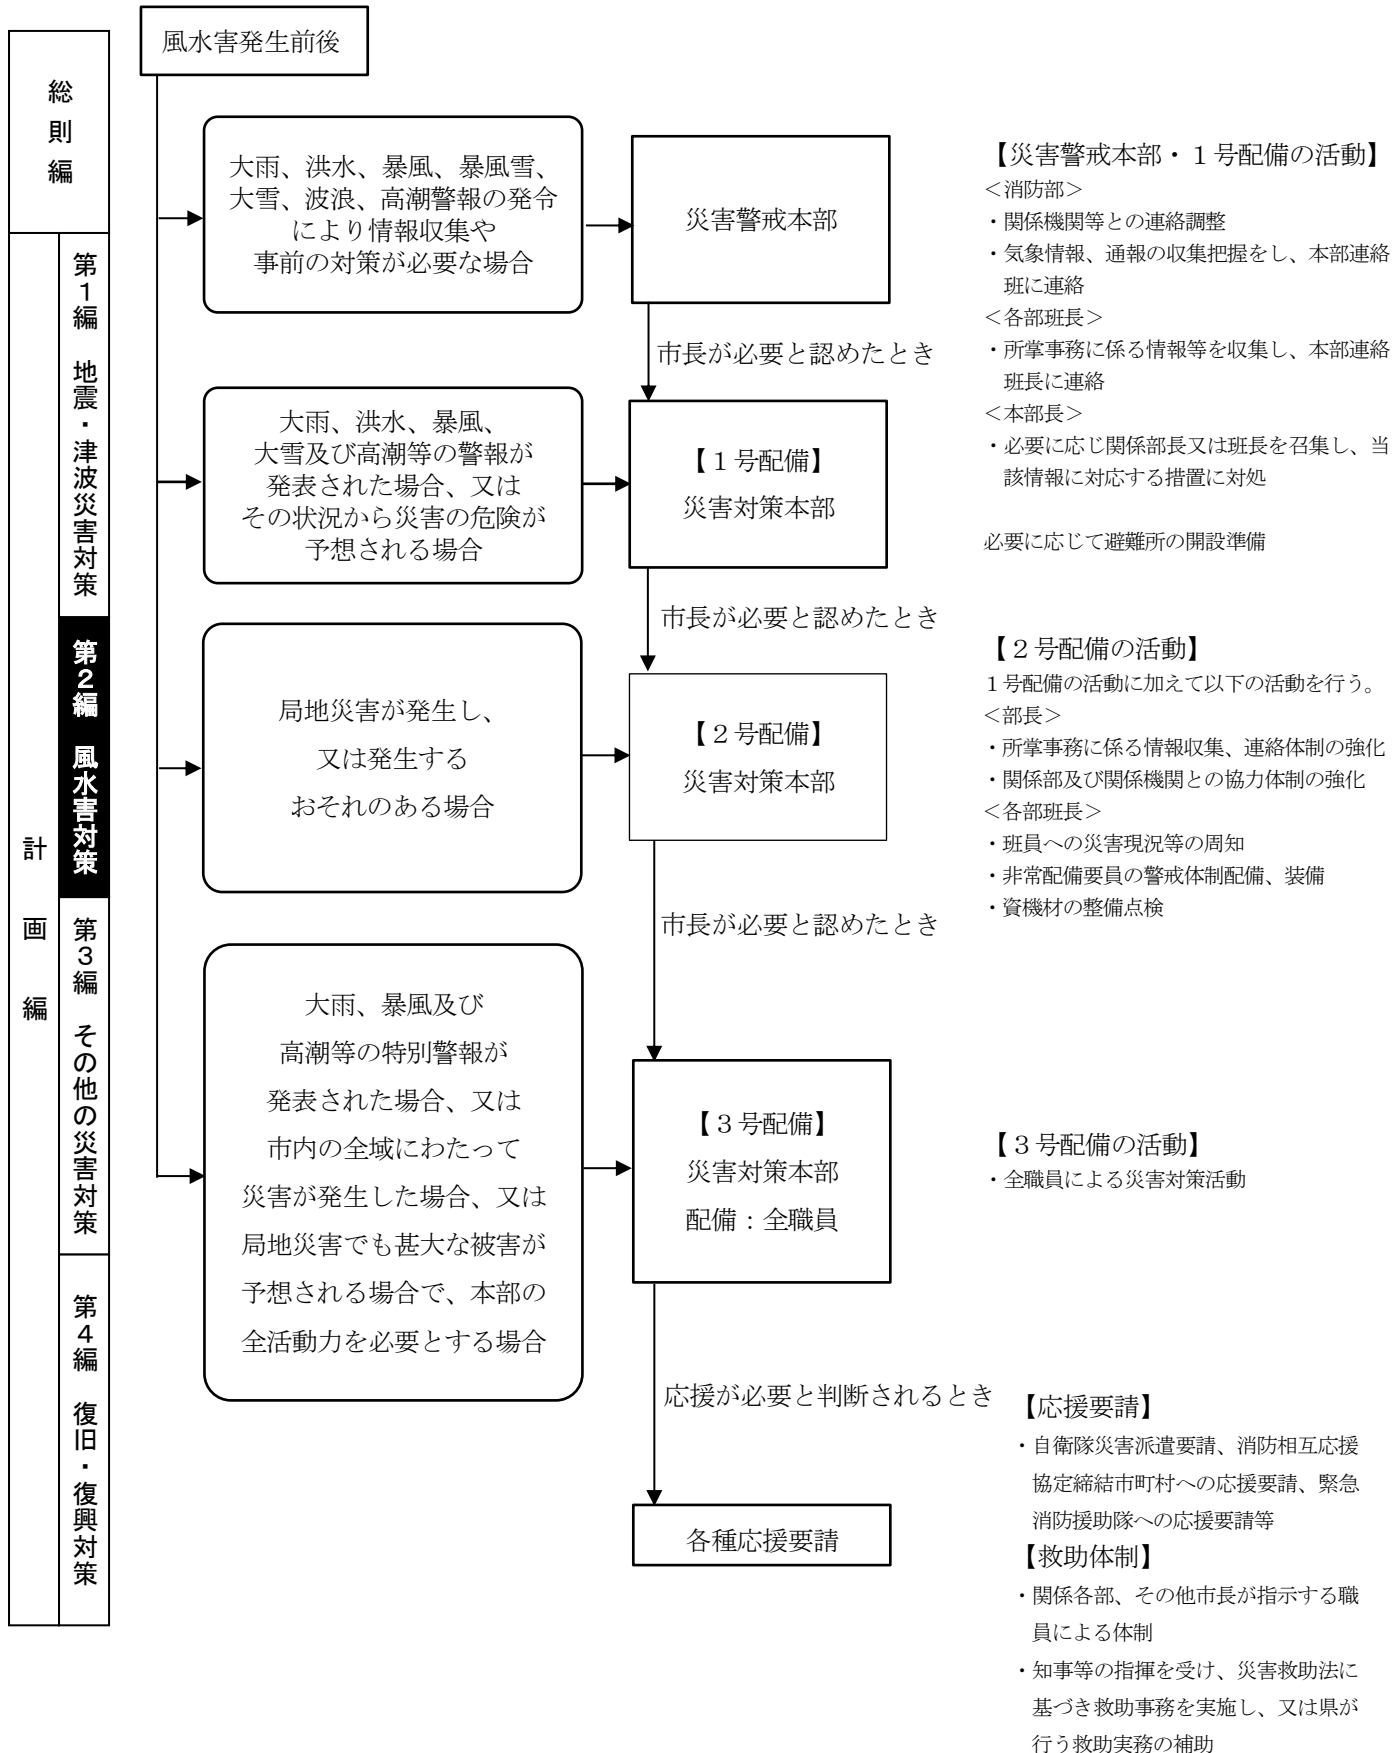 総則編
計画編
第1編 地震・津波災害対策
第2編 風水害対策
第3編 その他の災害対策
第4編 復旧・復興対策
風水害発生前後
大雨、洪水、暴風、暴風雪、
大雪、波浪、高潮警報の発令
により情報収集や
事前の対策が必要な場合
災害警戒本部
市長が必要と認めたとき
大雨、洪水、暴風、
大雪及び高潮等の警報が
発表された場合、又は
その状況から災害の危険が
予想される場合
【1号配備】
災害対策本部
市長が必要と認めたとき
局地災害が発生し、
又は発生する
おそれのある場合
【2号配備】
災害対策本部
市長が必要と認めたとき
大雨、暴風及び
高潮等の特別警報が
発表された場合、又は
市内の全域にわたって
災害が発生した場合、又は
局地災害でも甚大な被害が
予想される場合で、本部の
全活動力を必要とする場合
【3号配備】
災害対策本部
配備：全職員
応援が必要と判断されるとき
各種応援要請
【災害警戒本部・1号配備の活動】
＜消防部＞
・関係機関等との連絡調整
・気象情報、通報の収集把握をし、本部連絡
班に連絡
＜各部班長＞
・所掌事務に係る情報等を収集し、本部連絡
班長に連絡
＜本部長＞
・必要に応じ関係部長又は班長を召集し、当
該情報に対応する措置に対処
必要に応じて避難所の開設準備
【2号配備の活動】
1号配備の活動に加えて以下の活動を行う。
＜部長＞
・所掌事務に係る情報収集、連絡体制の強化
・関係部及び関係機関との協力体制の強化
＜各部班長＞
・班員への災害現況等の周知
・非常配備要員の警戒体制配備、装備
・資機材の整備点検
【3号配備の活動】
・全職員による災害対策活動
【応援要請】
・自衛隊災害派遣要請、消防相互応援
協定締結市町村への応援要請、緊急
消防援助隊への応援要請等
【救助体制】
・関係各部、その他市長が指示する職
員による体制
・知事等の指揮を受け、災害救助法に
基づき救助事務を実施し、又は県が
行う救助実務の補助